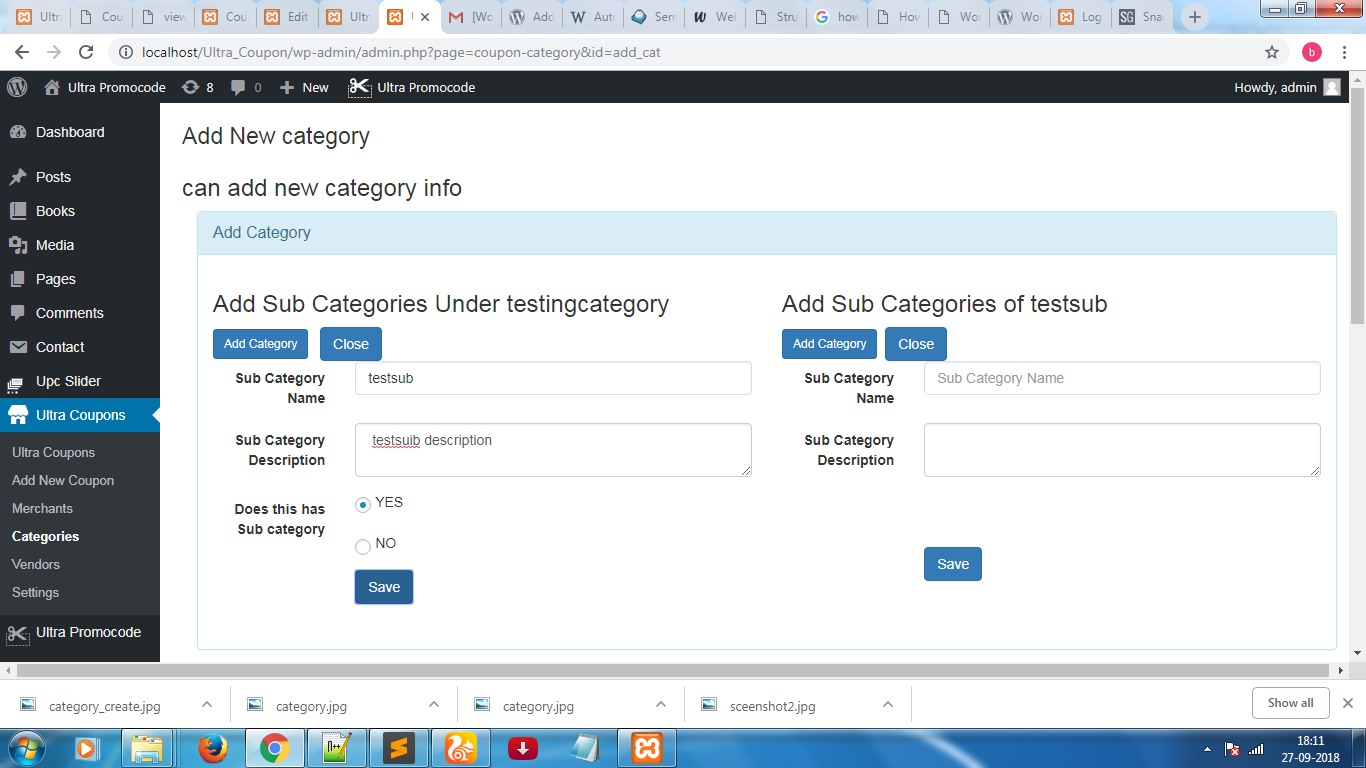 Ultra
Cou
view
Cou
Edit
Ultra
U
[Wo
Add
Aut
Sen
Web
Stru
how
How
Wor
Wor
Log
Sna
localhost/Ultra_Coupon/wp-admin/admin.php?page=coupon-category&id=add_cat
b
Ultra Promocode
8
0
New
Ultra Promocode
Howdy, admin
Dashboard
Posts
Books
Media
Pages
Comments
Contact
Upc Slider
Ultra Coupons
Ultra Coupons
Add New Coupon
Merchants
Categories
Vendors
Settings
Ultra Promocode
Add New category
can add new category info
Add Category
Add Sub Categories Under testingcategory
Add Category
Close
Sub Category
Name
testsub
Sub Category
Description
testsuib description
Does this has
Sub category
YES
NO
Save
Add Sub Categories of testsub
Add Category
Close
Sub Category
Name
Sub Category Name
Sub Category
Description
Save
category_create.jpg
category.jpg
category.jpg
sceenshot2.jpg
Show all
18:11
27-09-2018